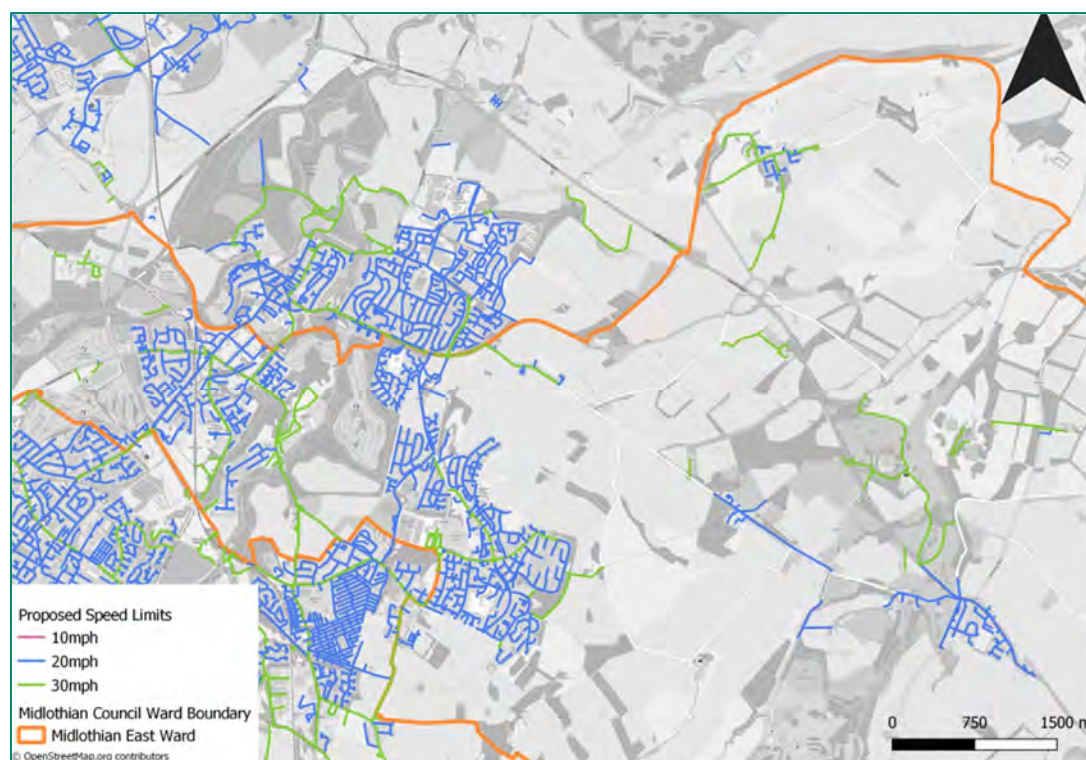 Proposed Speed Limits
10mph
20mph
30mph
Midlothian Council Ward Boundary
Midlothian East Ward
© OpenStreetMap.org contributors
0 750 1500 m